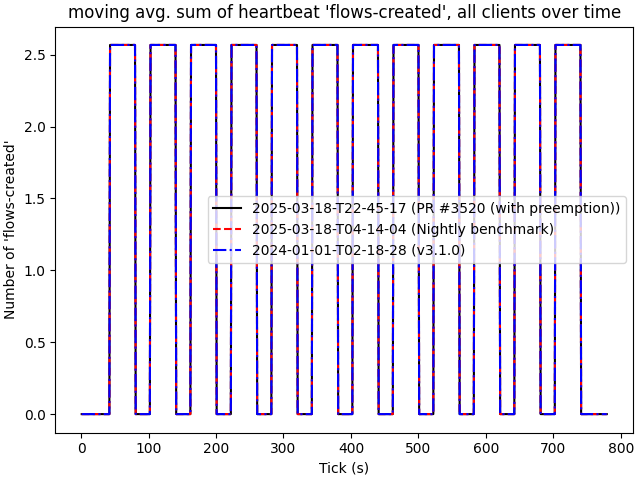 moving avg. sum of heartbeat 'flows-created', all clients over time
Number of 'flows-created'
2.5
2.0
1.5
1.0
0.5
0.0
2025-03-18-T22-45-17 (PR #3520 (with preemption))
2025-03-18-T04-14-04 (Nightly benchmark)
2024-01-01-T02-18-28 (v3.1.0)
0 100 200 300 400 500 600 700 800
Tick (s)